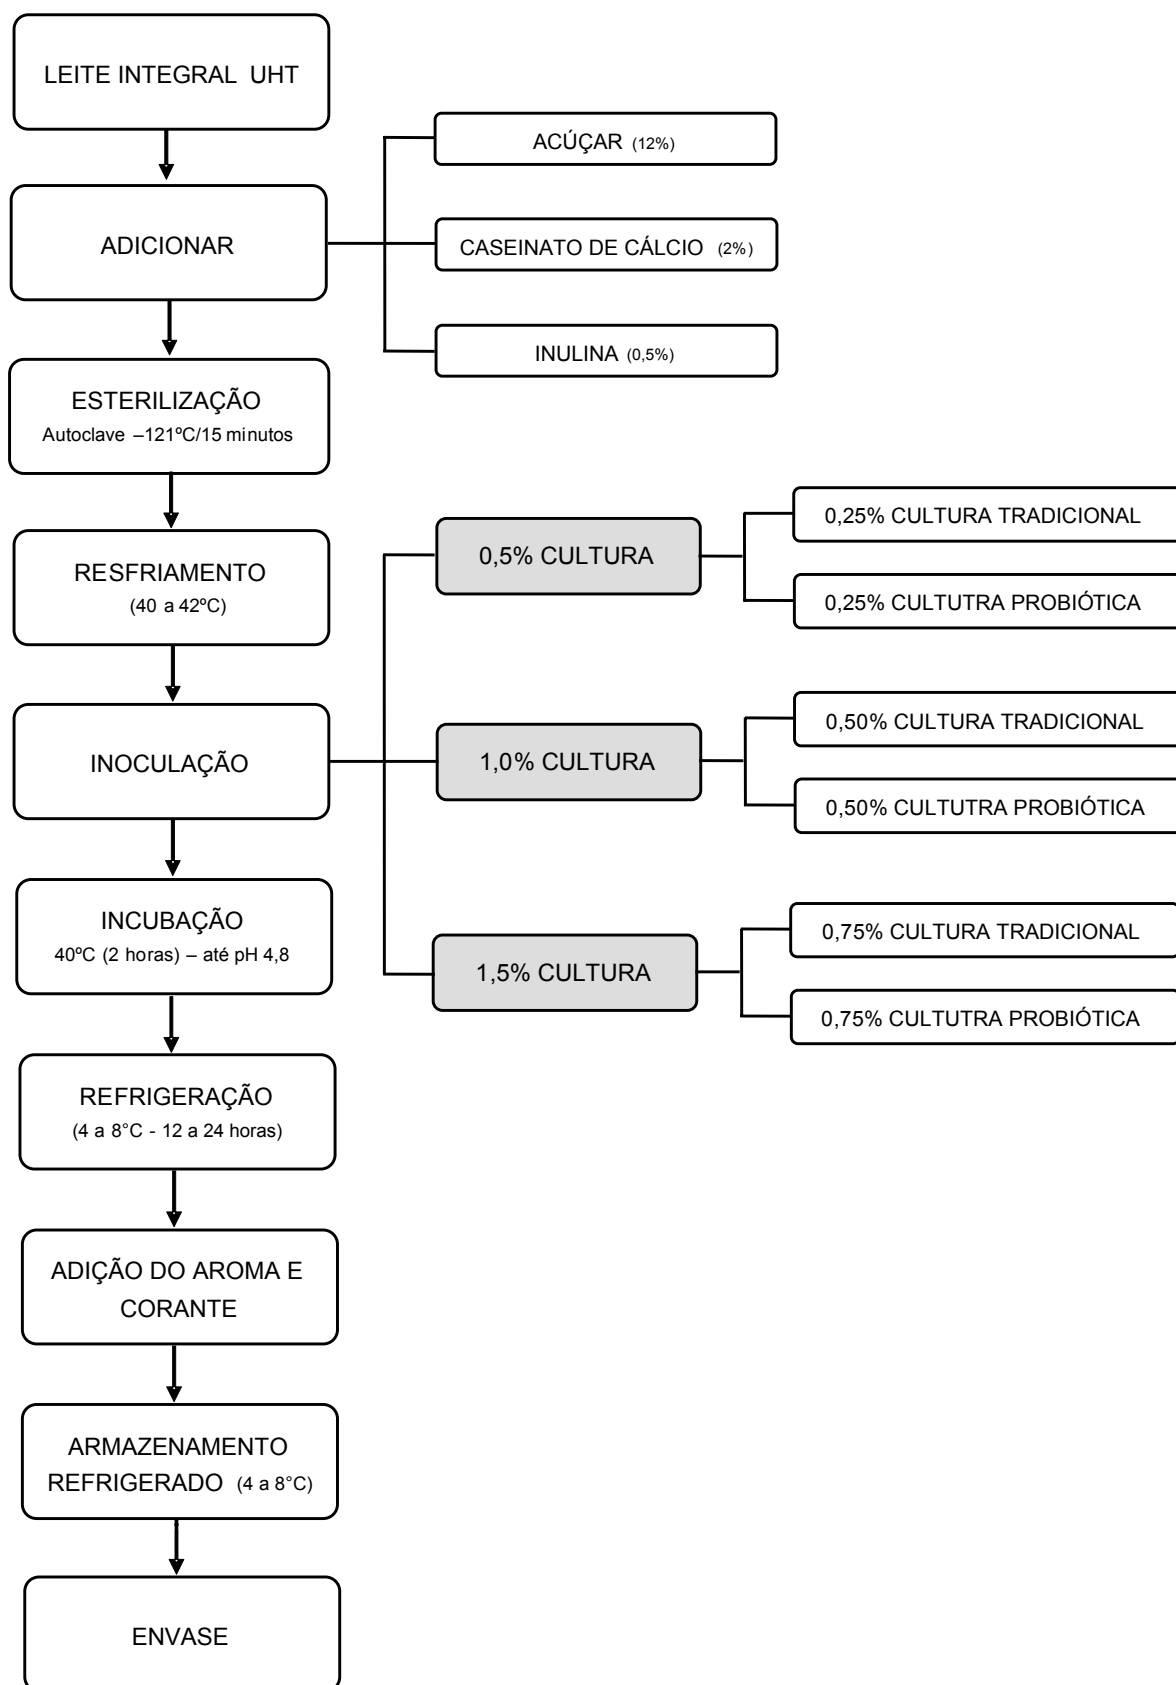 LEITE INTEGRAL UHT
ACÚÇAR (12%)
ADICIONAR
CASEINATO DE CÁLCIO (2%)
INULINA (0,5%)
ESTERILIZAÇÃO
Autoclave –121ºC/15 minutos
RESFRIAMENTO
(40 a 42ºC)
0,5% CULTURA
0,25% CULTURA TRADICIONAL
0,25% CULTUTRA PROBIÓTICA
INOCULAÇÃO
1,0% CULTURA
0,50% CULTURA TRADICIONAL
0,50% CULTUTRA PROBIÓTICA
INCUBAÇÃO
40ºC (2 horas) – até pH 4,8
1,5% CULTURA
0,75% CULTURA TRADICIONAL
0,75% CULTUTRA PROBIÓTICA
REFRIGERAÇÃO
(4 a 8°C - 12 a 24 horas)
ADIÇÃO DO AROMA E
CORANTE
ARMAZENAMENTO
REFRIGERADO (4 a 8°C)
ENVASE